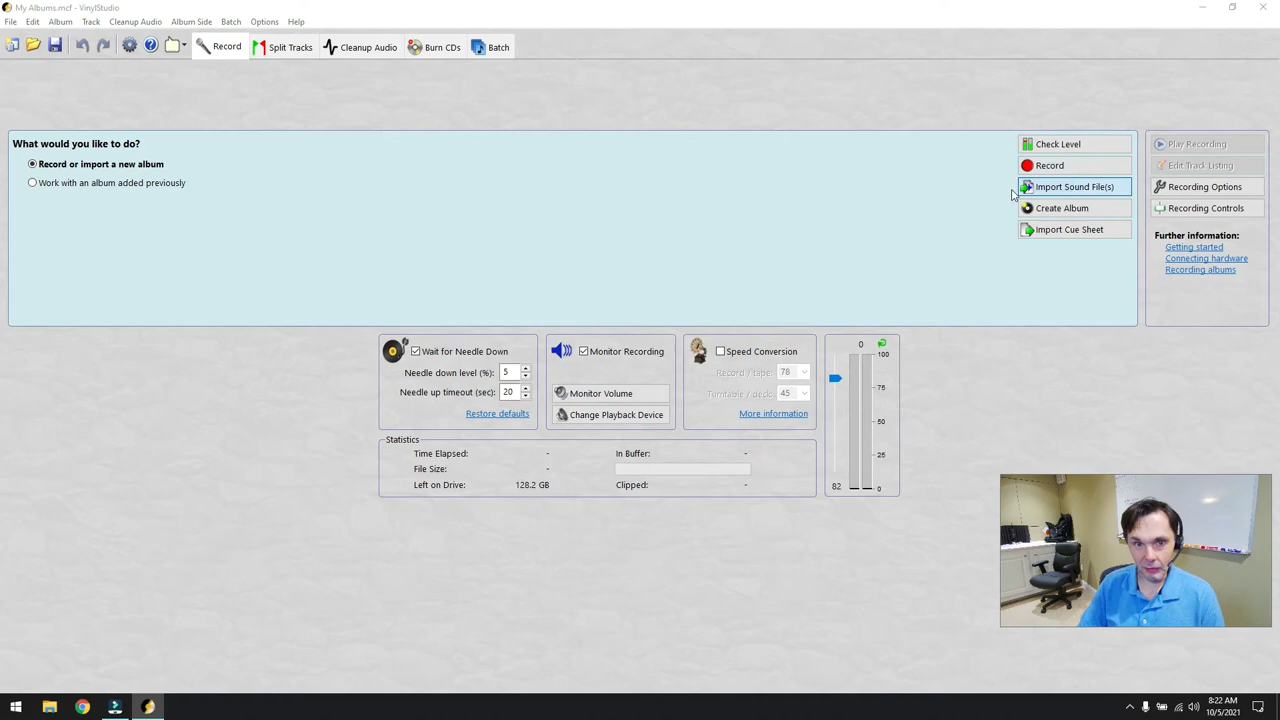 My Albums.mcf - VinylStudio
File Edit Album Track Cleanup Audio Album Side Batch Options Help
Record Split Tracks Cleanup Audio Burn CDs Batch
What would you like to do?
Record or import a new album
Work with an album added previously
Check Level
Record
Import Sound File(s)
Create Album
Import Cue Sheet
Play Recording
Edit Track Listing
Recording Options
Recording Controls
Further information:
Getting started
Connecting hardware
Recording albums
Wait for Needle Down
Needle down level (%): 5
Needle up timeout (sec): 20
Restore defaults
Monitor Recording
Monitor Volume
Change Playback Device
Speed Conversion
Record / tape: 78
Turntable / deck: 45
More information
0
100
75
50
25
0
82
Statistics
Time Elapsed: - In Buffer: -
File Size: -
Left on Drive: 128.2 GB Clipped: -
8:22 AM
10/5/2021